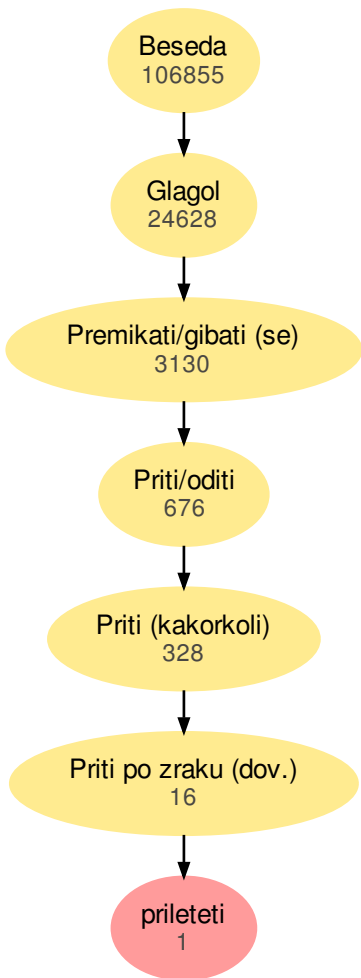 Beseda
106855
Glagol
24628
Premikati/gibati (se)
3130
Priti/oditi
676
Priti (kakorkoli)
328
Priti po zraku (dov.)
16
prileteti
1